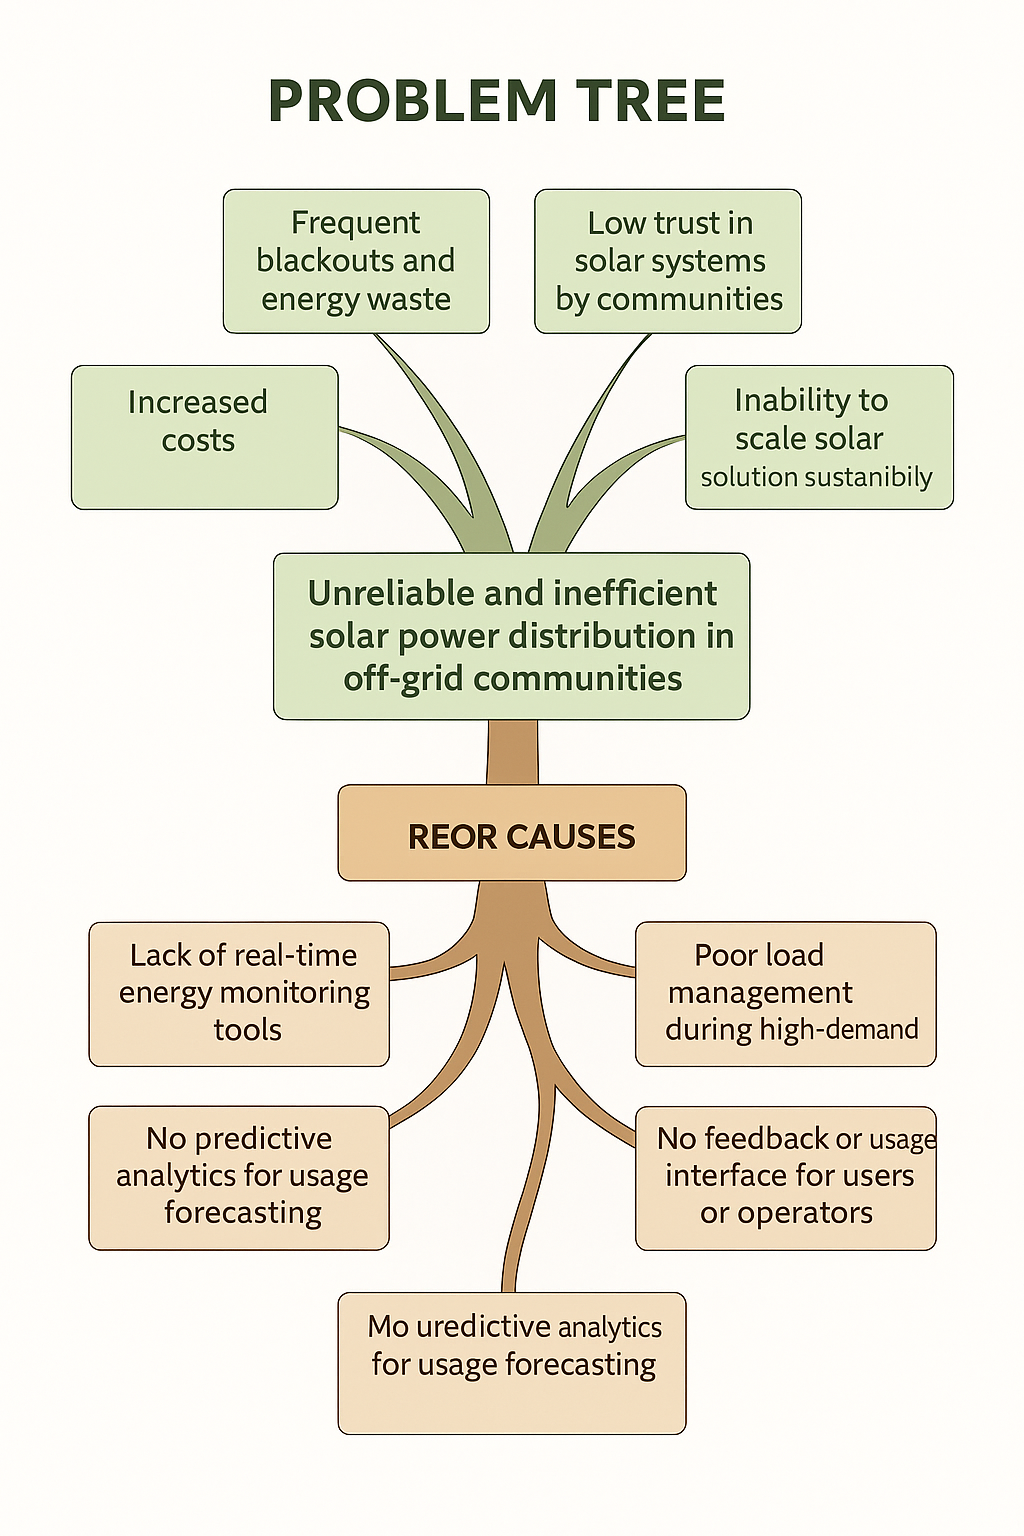 PROBLEM TREE
Frequent
blackouts and
energy waste
Low trust in
solar systems
by communities
Increased
costs
Inability to
scale solar
solution sustanibily
Unreliable and inefficient
solar power distribution in
off-grid communities
REOR CAUSES
Lack of real-time
energy monitoring
tools
Poor load
management
during high-demand
No predictive
analytics for usage
forecasting
No feedback or usage
interface for users
or operators
Mo uredictive analytics
for usage forecasting